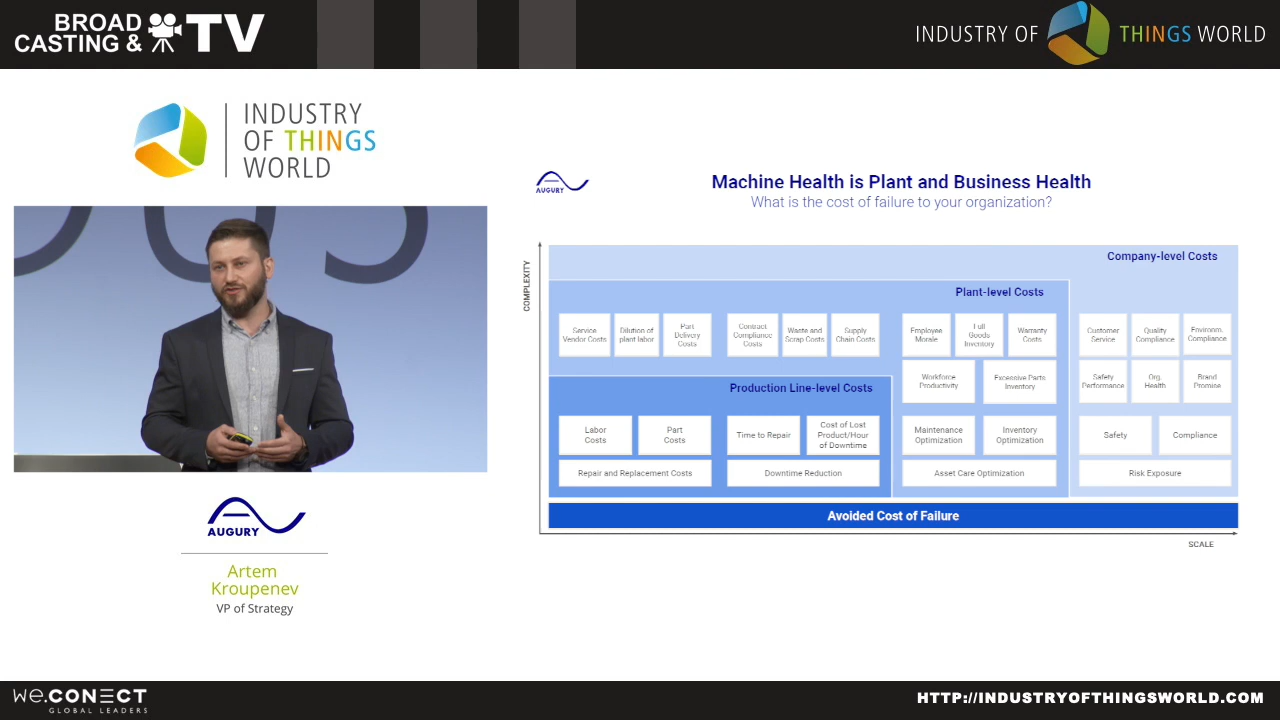 BROAD
CASTING & TV
INDUSTRY OF THINGS WORLD
INDUSTRY
OF THINGS
WORLD
AUGURY
Artem
Kroupenev
VP of Strategy
AUGURY
Machine Health is Plant and Business Health
What is the cost of failure to your organization?
COMPLEXITY
Company-level Costs
Plant-level Costs
Service
Vendor Costs
Dilution of
plant labor
Part
Delivery
Costs
Contract
Compliance
Costs
Waste and
Scrap Costs
Supply
Chain Costs
Employee
Morale
Full
Goods
Inventory
Warranty
Costs
Customer
Service
Quality
Compliance
Environm.
Compliance
Workforce
Productivity
Excessive Parts
Inventory
Safety
Performance
Org.
Health
Brand
Promise
Production Line-level Costs
Labor
Costs
Part
Costs
Time to Repair
Cost of Lost
Product/Hour
of Downtime
Maintenance
Optimization
Inventory
Optimization
Safety
Compliance
Repair and Replacement Costs
Downtime Reduction
Asset Care Optimization
Risk Exposure
Avoided Cost of Failure
SCALE
we.CONECT
GLOBAL LEADERS
HTTP://INDUSTRYOFTHINGSWORLD.COM